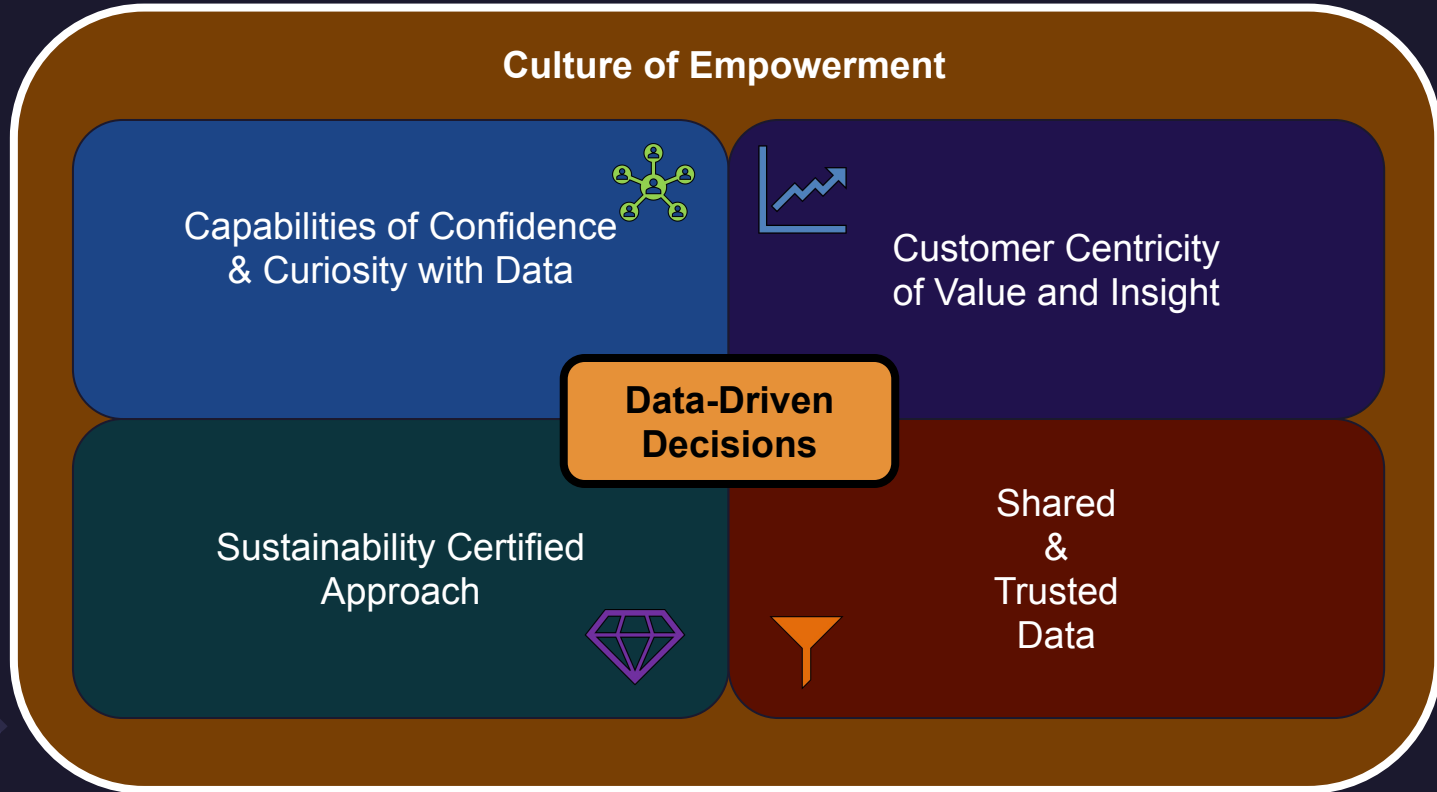 Culture of Empowerment
Capabilities of Confidence
& Curiosity with Data
Customer Centricity
of Value and Insight
Data-Driven
Decisions
Sustainability Certified
Approach
Shared
&
Trusted
Data